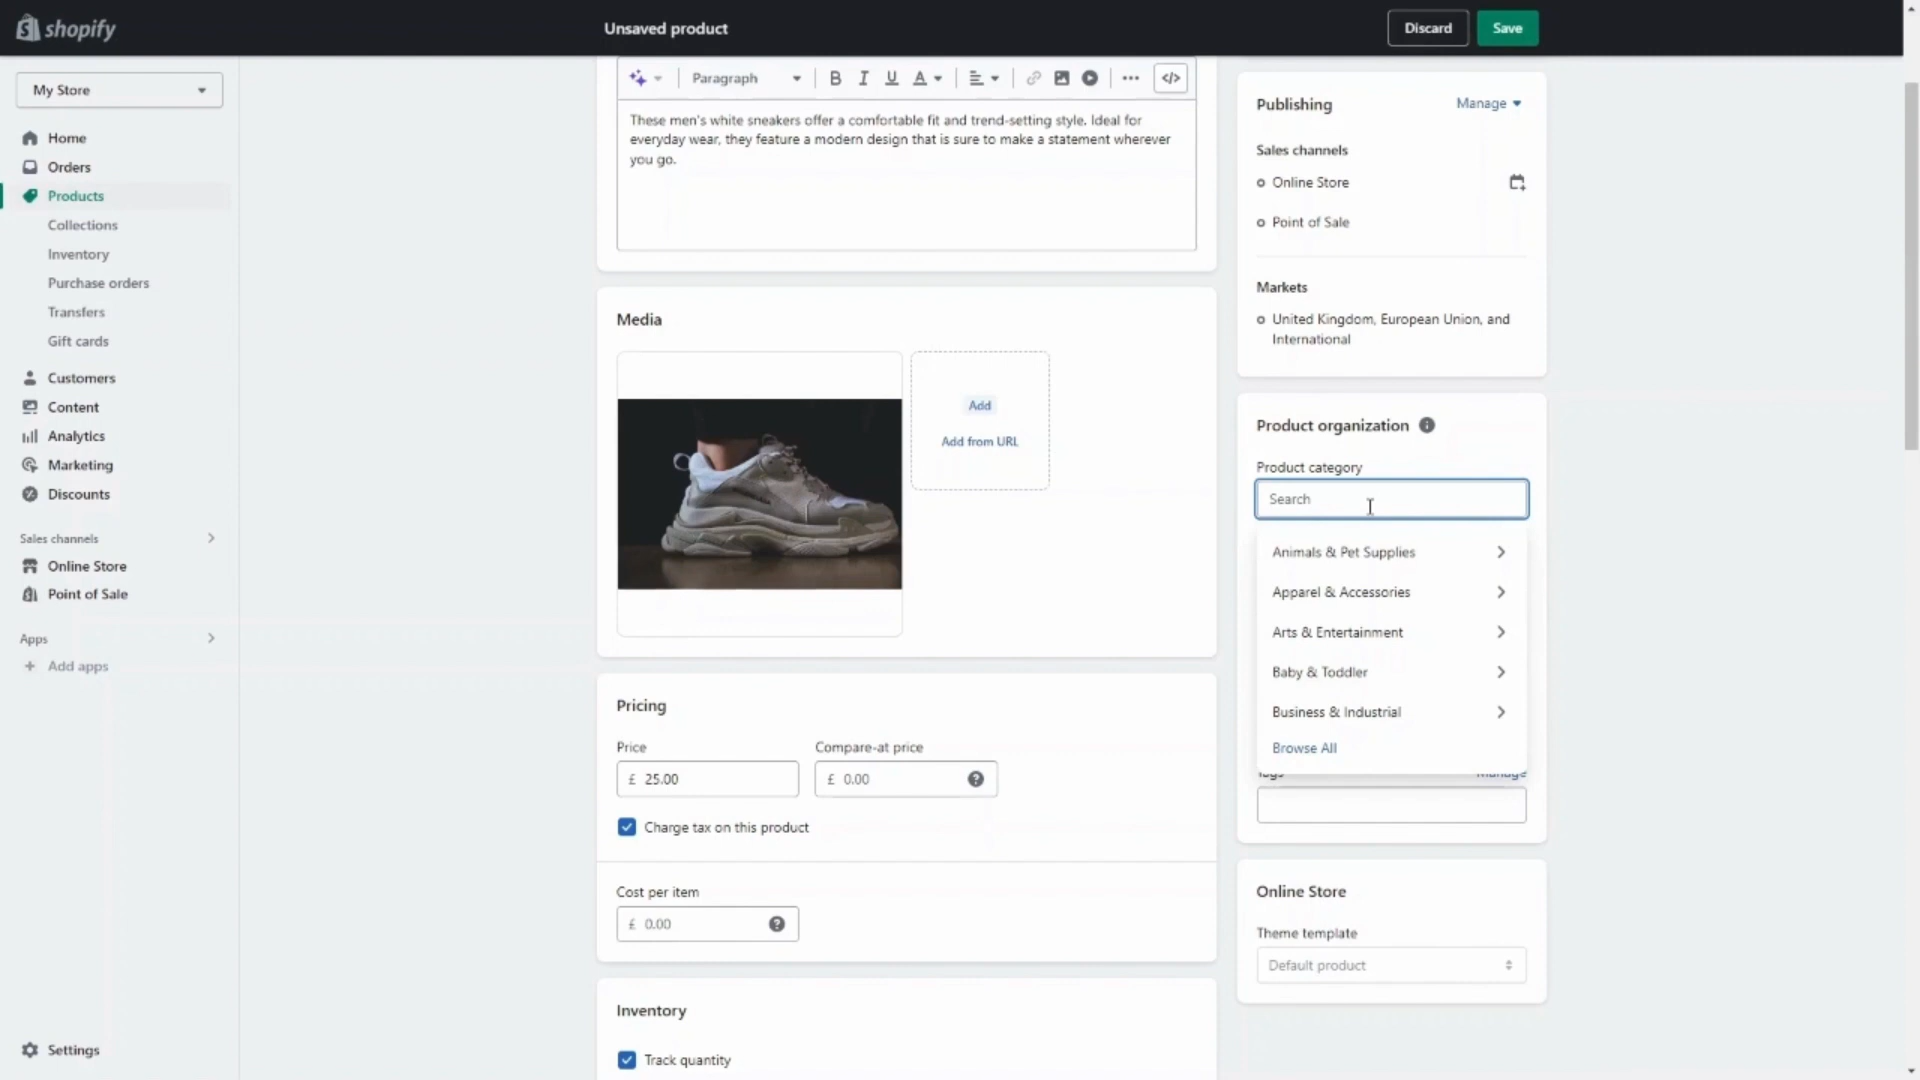 shopify
Unsaved product
Discard
Save
My Store
Home
Orders
Products
Collections
Inventory
Purchase orders
Transfers
Gift cards
Customers
Content
Analytics
Marketing
Discounts
Sales channels
Online Store
Point of Sale
Apps
+ Add apps
Settings
Paragraph B I U A ••• </>
These men's white sneakers offer a comfortable fit and trend-setting style. Ideal for
everyday wear, they feature a modern design that is sure to make a statement wherever
you go.
Media
Add
Add from URL
Pricing
Price
£ 25.00
Compare-at price
£ 0.00
Charge tax on this product
Cost per item
£ 0.00
Inventory
Track quantity
Publishing
Manage
Sales channels
Online Store
Point of Sale
Markets
United Kingdom, European Union, and
International
Product organization
Product category
Search
Animals & Pet Supplies
Apparel & Accessories
Arts & Entertainment
Baby & Toddler
Business & Industrial
Browse All
Tags
Manage
Online Store
Theme template
Default product